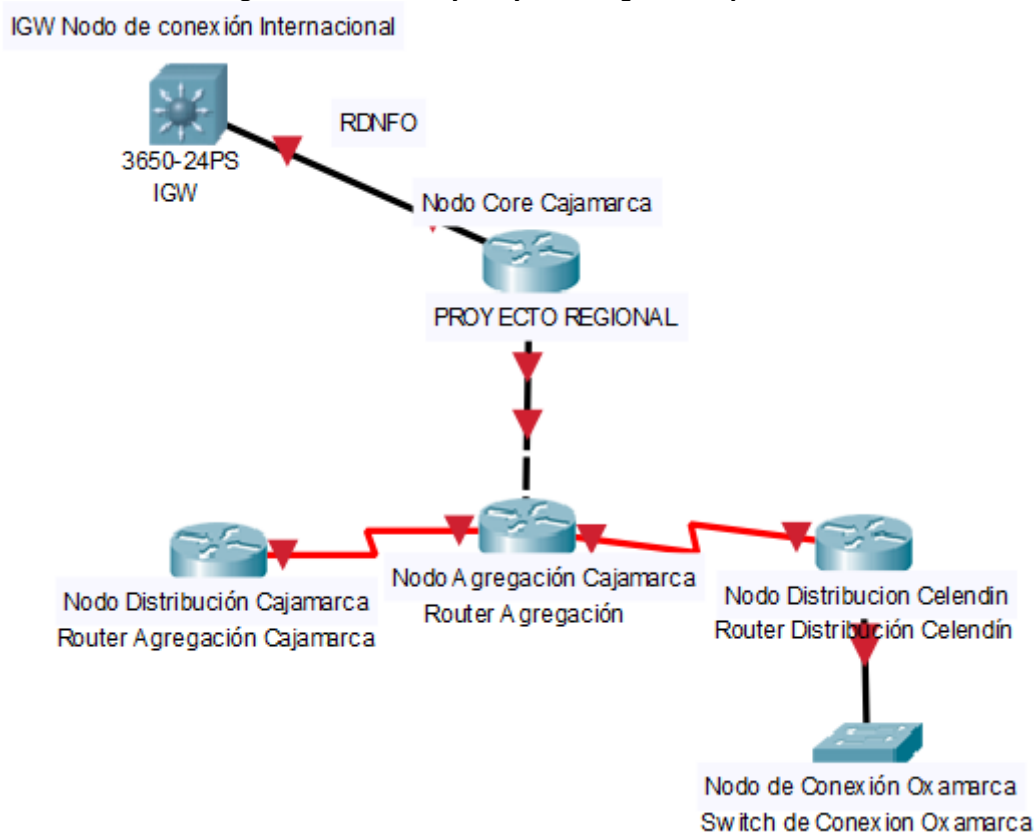 IGW Nodo de conexión Internacional
RDNFO
3650-24PS
IGW
Nodo Core Cajamarca
PROYECTO REGIONAL
Nodo Distribución Cajamarca
Router Agregación Cajamarca
Nodo Agregación Cajamarca
Router Agregación
Nodo Distribucion Celendin
Router Distribución Celendín
Nodo de Conexión Oxamarca
Switch de Conexion Oxamarca